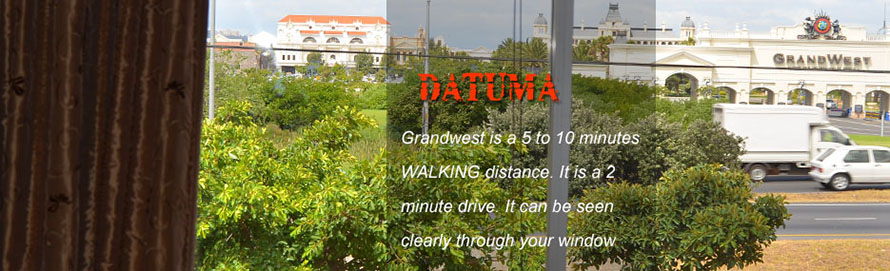 GRANDWEST
DATUMA
Grandwest is a 5 to 10 minutes
WALKING distance. It is a 2
minute drive. It can be seen
clearly through your window